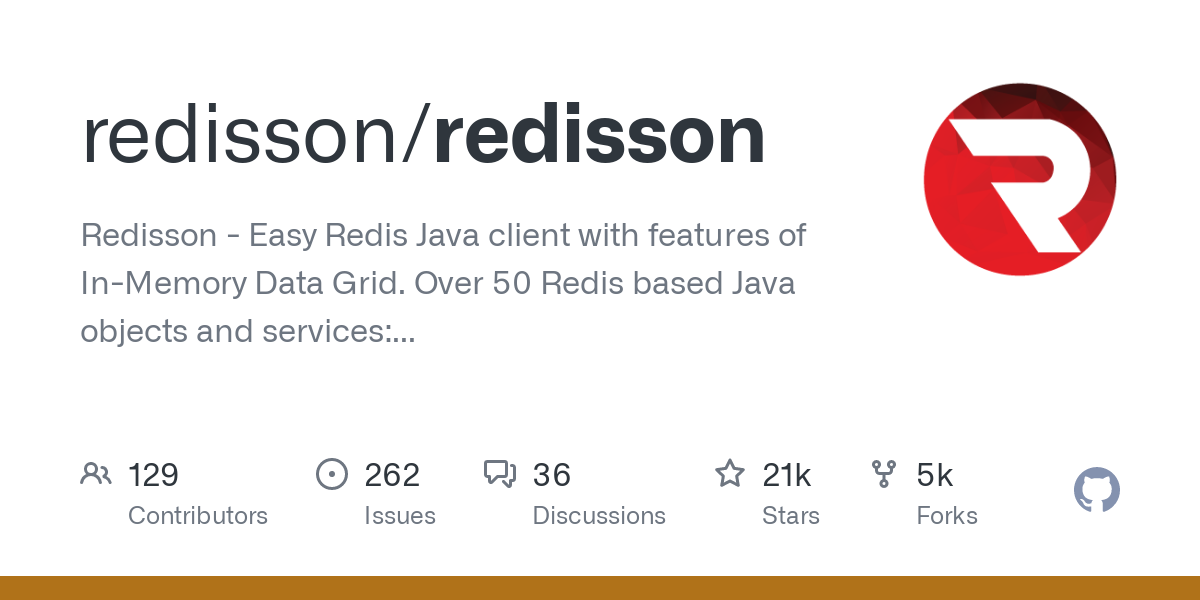 redisson/redisson
Redisson - Easy Redis Java client with features of
In-Memory Data Grid. Over 50 Redis based Java
objects and services:...
129 262 36 21k 5k
Contributors Issues Discussions Stars Forks